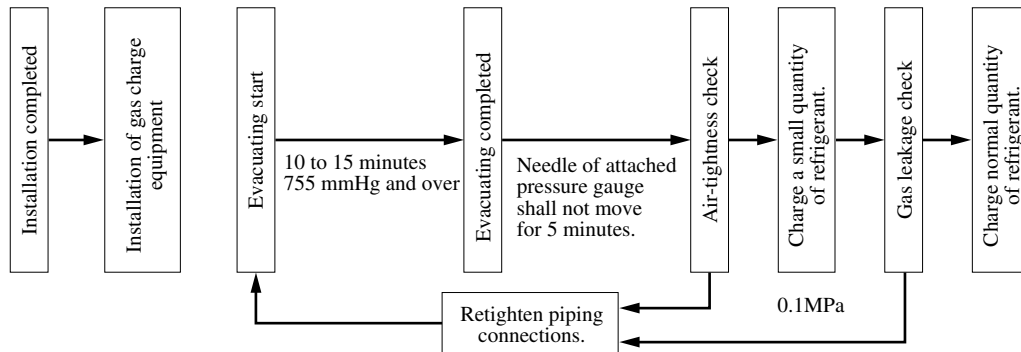 Installation completed
Installation of gas charge
equipment
Evacuating start
10 to 15 minutes
755 mmHg and over
Evacuating completed
Needle of attached
pressure gauge
shall not move
for 5 minutes.
Air-tightness check
Charge a small quantity
of refrigerant.
Gas leakage check
Charge normal quantity
of refrigerant.
Retighten piping
connections.
0.1MPa